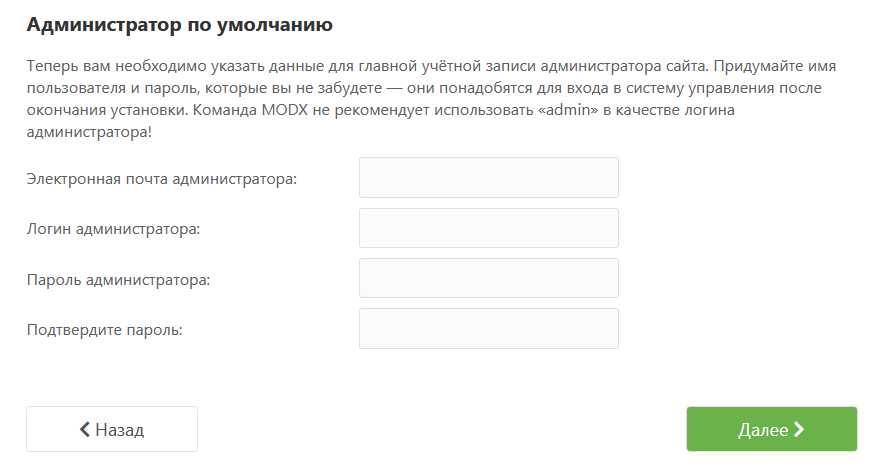 Администратор по умолчанию
Теперь вам необходимо указать данные для главной учётной записи администратора сайта. Придумайте имя
пользователя и пароль, которые вы не забудете — они понадобятся для входа в систему управления после
окончания установки. Команда MODX не рекомендует использовать «admin» в качестве логина
администратора!
Электронная почта администратора:
Логин администратора:
Пароль администратора:
Подтвердите пароль:
Назад
Далее